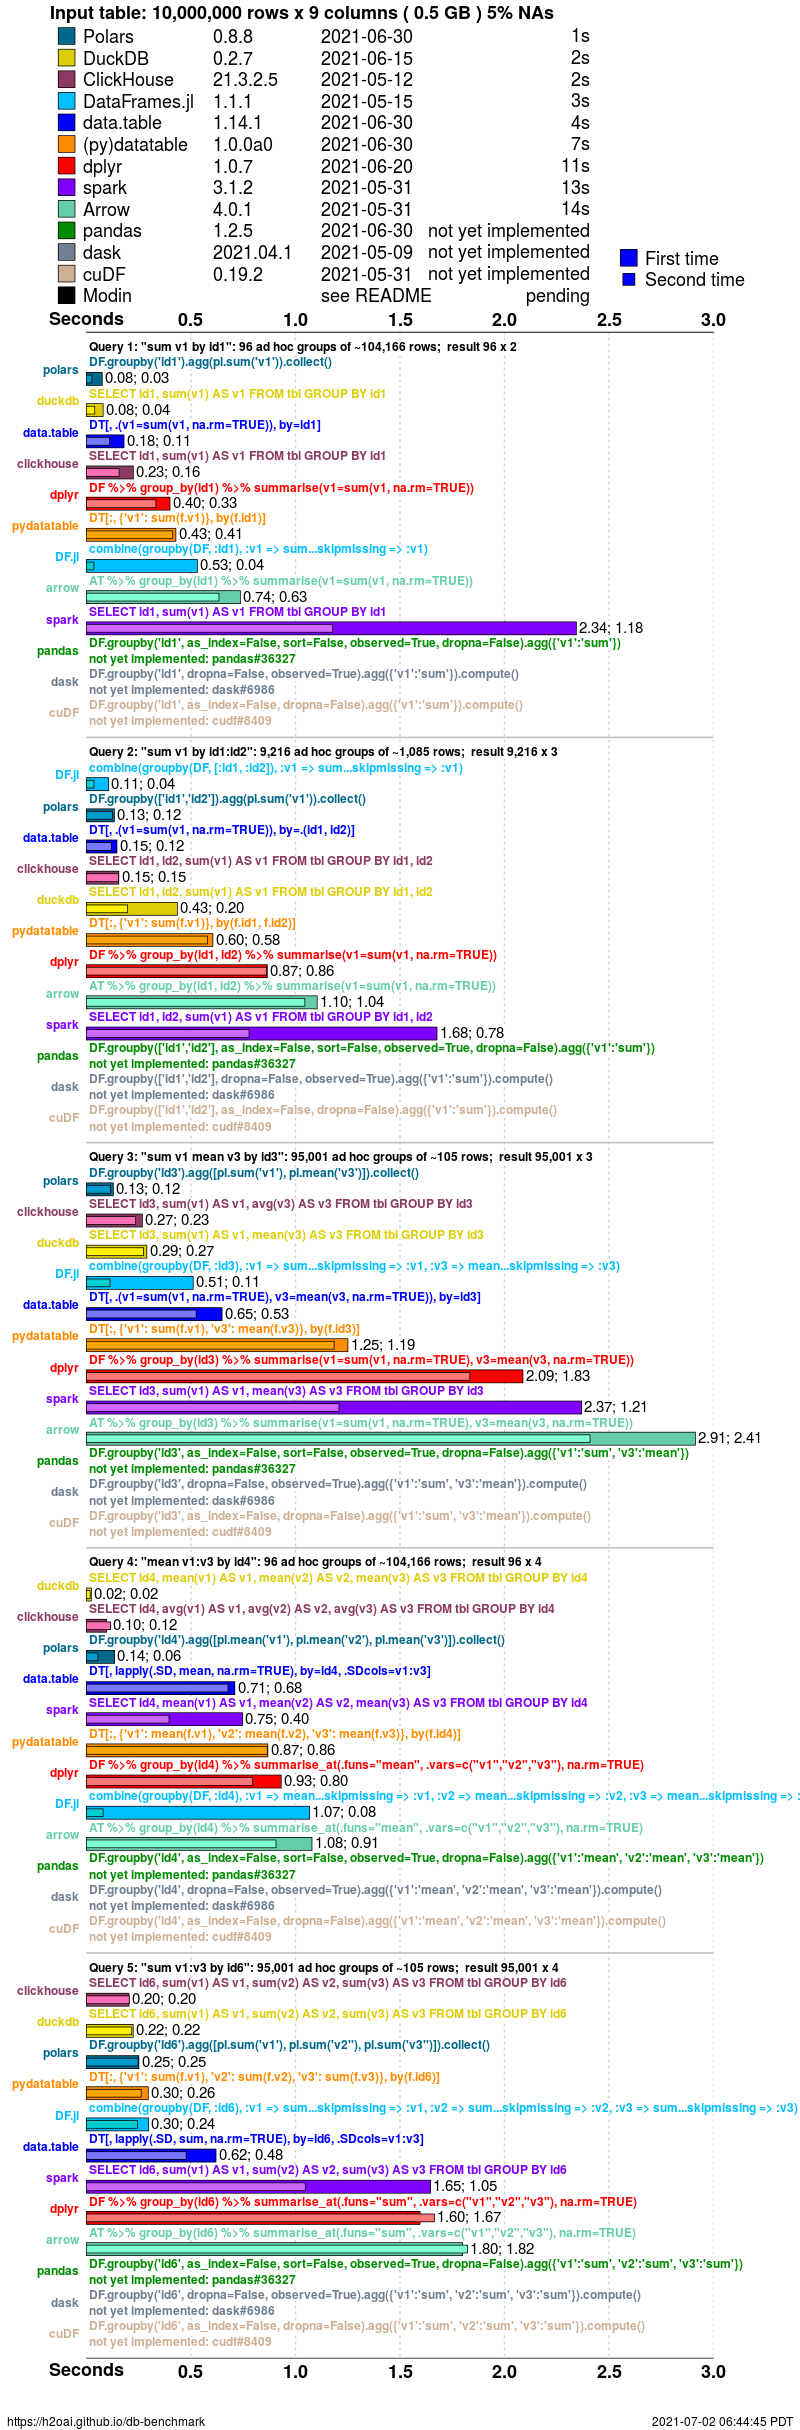 Input table: 10,000,000 rows x 9 columns ( 0.5 GB ) 5% NAs
Polars 0.8.8 2021-06-30 1s
DuckDB 0.2.7 2021-06-15 2s
ClickHouse 21.3.2.5 2021-05-12 2s
DataFrames.jl 1.1.1 2021-05-15 3s
data.table 1.14.1 2021-06-30 4s
(py)datatable 1.0.0a0 2021-06-30 7s
dplyr 1.0.7 2021-06-20 11s
spark 3.1.2 2021-05-31 13s
Arrow 4.0.1 2021-05-31 14s
pandas 1.2.5 2021-06-30 not yet implemented
dask 2021.04.1 2021-05-09 not yet implemented
cuDF 0.19.2 2021-05-31 not yet implemented
Modin see README pending
First time
Second time
Seconds 0.5 1.0 1.5 2.0 2.5 3.0
Query 1: "sum v1 by id1": 96 ad hoc groups of ~104,166 rows; result 96 x 2
DF.groupby('id1').agg(pl.sum('v1')).collect()
polars 0.08; 0.03
SELECT id1, sum(v1) AS v1 FROM tbl GROUP BY id1
duckdb 0.08; 0.04
DT[, .(v1=sum(v1, na.rm=TRUE)), by=id1]
data.table 0.18; 0.11
SELECT id1, sum(v1) AS v1 FROM tbl GROUP BY id1
clickhouse 0.23; 0.16
DF %>% group_by(id1) %>% summarise(v1=sum(v1, na.rm=TRUE))
dplyr 0.40; 0.33
DT[:, {'v1': sum(f.v1)}, by(f.id1)]
pydatatable 0.43; 0.41
combine(groupby(DF, :id1), :v1 => sum...skipmissing => :v1)
DF.jl 0.53; 0.04
AT %>% group_by(id1) %>% summarise(v1=sum(v1, na.rm=TRUE))
arrow 0.74; 0.63
SELECT id1, sum(v1) AS v1 FROM tbl GROUP BY id1
spark 2.34; 1.18
DF.groupby('id1', as_index=False, sort=False, observed=True, dropna=False).agg({'v1':'sum'})
pandas not yet implemented: pandas#36327
DF.groupby('id1', dropna=False, observed=True).agg({'v1':'sum'}).compute()
dask not yet implemented: dask#6986
DF.groupby('id1', as_index=False, dropna=False).agg({'v1':'sum'}).compute()
cuDF not yet implemented: cudf#8409
Query 2: "sum v1 by id1:id2": 9,216 ad hoc groups of ~1,085 rows; result 9,216 x 3
combine(groupby(DF, [:id1, :id2]), :v1 => sum...skipmissing => :v1)
DF.jl 0.11; 0.04
DF.groupby(['id1','id2']).agg(pl.sum('v1')).collect()
polars 0.13; 0.12
DT[, .(v1=sum(v1, na.rm=TRUE)), by=.(id1, id2)]
data.table 0.15; 0.12
SELECT id1, id2, sum(v1) AS v1 FROM tbl GROUP BY id1, id2
clickhouse 0.15; 0.15
SELECT id1, id2, sum(v1) AS v1 FROM tbl GROUP BY id1, id2
duckdb 0.43; 0.20
DT[:, {'v1': sum(f.v1)}, by(f.id1, f.id2)]
pydatatable 0.60; 0.58
DF %>% group_by(id1, id2) %>% summarise(v1=sum(v1, na.rm=TRUE))
dplyr 0.87; 0.86
AT %>% group_by(id1, id2) %>% summarise(v1=sum(v1, na.rm=TRUE))
arrow 1.10; 1.04
SELECT id1, id2, sum(v1) AS v1 FROM tbl GROUP BY id1, id2
spark 1.68; 0.78
DF.groupby(['id1','id2'], as_index=False, sort=False, observed=True, dropna=False).agg({'v1':'sum'})
pandas not yet implemented: pandas#36327
DF.groupby(['id1','id2'], dropna=False, observed=True).agg({'v1':'sum'}).compute()
dask not yet implemented: dask#6986
DF.groupby(['id1','id2'], as_index=False, dropna=False).agg({'v1':'sum'}).compute()
cuDF not yet implemented: cudf#8409
Query 3: "sum v1 mean v3 by id3": 95,001 ad hoc groups of ~105 rows; result 95,001 x 3
DF.groupby('id3').agg([pl.sum('v1'), pl.mean('v3')]).collect()
polars 0.13; 0.12
SELECT id3, sum(v1) AS v1, avg(v3) AS v3 FROM tbl GROUP BY id3
clickhouse 0.27; 0.23
SELECT id3, sum(v1) AS v1, mean(v3) AS v3 FROM tbl GROUP BY id3
duckdb 0.29; 0.27
combine(groupby(DF, :id3), :v1 => sum...skipmissing => :v1, :v3 => mean...skipmissing => :v3)
DF.jl 0.51; 0.11
DT[, .(v1=sum(v1, na.rm=TRUE), v3=mean(v3, na.rm=TRUE)), by=id3]
data.table 0.65; 0.53
DT[:, {'v1': sum(f.v1), 'v3': mean(f.v3)}, by(f.id3)]
pydatatable 1.25; 1.19
DF %>% group_by(id3) %>% summarise(v1=sum(v1, na.rm=TRUE), v3=mean(v3, na.rm=TRUE))
dplyr 2.09; 1.83
SELECT id3, sum(v1) AS v1, mean(v3) AS v3 FROM tbl GROUP BY id3
spark 2.37; 1.21
AT %>% group_by(id3) %>% summarise(v1=sum(v1, na.rm=TRUE), v3=mean(v3, na.rm=TRUE))
arrow 2.91; 2.41
DF.groupby('id3', as_index=False, sort=False, observed=True, dropna=False).agg({'v1':'sum', 'v3':'mean'})
pandas not yet implemented: pandas#36327
DF.groupby('id3', dropna=False, observed=True).agg({'v1':'sum', 'v3':'mean'}).compute()
dask not yet implemented: dask#6986
DF.groupby('id3', as_index=False, dropna=False).agg({'v1':'sum', 'v3':'mean'}).compute()
cuDF not yet implemented: cudf#8409
Query 4: "mean v1:v3 by id4": 96 ad hoc groups of ~104,166 rows; result 96 x 4
SELECT id4, mean(v1) AS v1, mean(v2) AS v2, mean(v3) AS v3 FROM tbl GROUP BY id4
duckdb 0.02; 0.02
SELECT id4, avg(v1) AS v1, avg(v2) AS v2, avg(v3) AS v3 FROM tbl GROUP BY id4
clickhouse 0.10; 0.12
DF.groupby('id4').agg([pl.mean('v1'), pl.mean('v2'), pl.mean('v3')]).collect()
polars 0.14; 0.06
DT[, lapply(.SD, mean, na.rm=TRUE), by=id4, .SDcols=v1:v3]
data.table 0.71; 0.68
SELECT id4, mean(v1) AS v1, mean(v2) AS v2, mean(v3) AS v3 FROM tbl GROUP BY id4
spark 0.75; 0.40
DT[:, {'v1': mean(f.v1), 'v2': mean(f.v2), 'v3': mean(f.v3)}, by(f.id4)]
pydatatable 0.87; 0.86
DF %>% group_by(id4) %>% summarise_at(.funs="mean", .vars=c("v1","v2","v3"), na.rm=TRUE)
dplyr 0.93; 0.80
combine(groupby(DF, :id4), :v1 => mean...skipmissing => :v1, :v2 => mean...skipmissing => :v2, :v3 => mean...skipmissing => :
DF.jl 1.07; 0.08
AT %>% group_by(id4) %>% summarise_at(.funs="mean", .vars=c("v1","v2","v3"), na.rm=TRUE)
arrow 1.08; 0.91
DF.groupby('id4', as_index=False, sort=False, observed=True, dropna=False).agg({'v1':'mean', 'v2':'mean', 'v3':'mean'})
pandas not yet implemented: pandas#36327
DF.groupby('id4', dropna=False, observed=True).agg({'v1':'mean', 'v2':'mean', 'v3':'mean'}).compute()
dask not yet implemented: dask#6986
DF.groupby('id4', as_index=False, dropna=False).agg({'v1':'mean', 'v2':'mean', 'v3':'mean'}).compute()
cuDF not yet implemented: cudf#8409
Query 5: "sum v1:v3 by id6": 95,001 ad hoc groups of ~105 rows; result 95,001 x 4
SELECT id6, sum(v1) AS v1, sum(v2) AS v2, sum(v3) AS v3 FROM tbl GROUP BY id6
clickhouse 0.20; 0.20
SELECT id6, sum(v1) AS v1, sum(v2) AS v2, sum(v3) AS v3 FROM tbl GROUP BY id6
duckdb 0.22; 0.22
DF.groupby('id6').agg([pl.sum('v1'), pl.sum('v2''), pl.sum('v3'')]).collect()
polars 0.25; 0.25
DT[:, {'v1': sum(f.v1), 'v2': sum(f.v2), 'v3': sum(f.v3)}, by(f.id6)]
pydatatable 0.30; 0.26
combine(groupby(DF, :id6), :v1 => sum...skipmissing => :v1, :v2 => sum...skipmissing => :v2, :v3 => sum...skipmissing => :v3)
DF.jl 0.30; 0.24
DT[, lapply(.SD, sum, na.rm=TRUE), by=id6, .SDcols=v1:v3]
data.table 0.62; 0.48
SELECT id6, sum(v1) AS v1, sum(v2) AS v2, sum(v3) AS v3 FROM tbl GROUP BY id6
spark 1.65; 1.05
DF %>% group_by(id6) %>% summarise_at(.funs="sum", .vars=c("v1","v2","v3"), na.rm=TRUE)
dplyr 1.60; 1.67
AT %>% group_by(id6) %>% summarise_at(.funs="sum", .vars=c("v1","v2","v3"), na.rm=TRUE)
arrow 1.80; 1.82
DF.groupby('id6', as_index=False, sort=False, observed=True, dropna=False).agg({'v1':'sum', 'v2':'sum', 'v3':'sum'})
pandas not yet implemented: pandas#36327
DF.groupby('id6', dropna=False, observed=True).agg({'v1':'sum', 'v2':'sum', 'v3':'sum'}).compute()
dask not yet implemented: dask#6986
DF.groupby('id6', as_index=False, dropna=False).agg({'v1':'sum', 'v2':'sum', 'v3':'sum'}).compute()
cuDF not yet implemented: cudf#8409
Seconds 0.5 1.0 1.5 2.0 2.5 3.0
https://h2oai.github.io/db-benchmark 2021-07-02 06:44:45 PDT